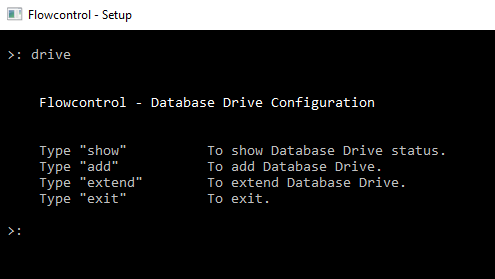 Flowcontrol - Setup
>: drive
Flowcontrol - Database Drive Configuration
Type "show" To show Database Drive status.
Type "add" To add Database Drive.
Type "extend" To extend Database Drive.
Type "exit" To exit.
>: